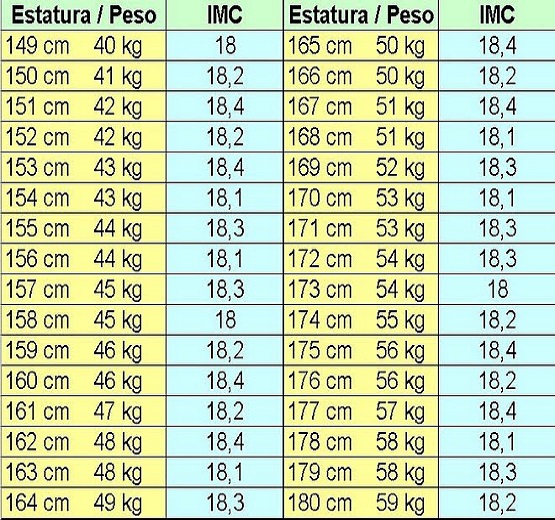 Estatura / Peso IMC Estatura / Peso IMC
149 cm 40 kg 18 165 cm 50 kg 18,4
150 cm 41 kg 18,2 166 cm 50 kg 18,2
151 cm 42 kg 18,4 167 cm 51 kg 18,4
152 cm 42 kg 18,2 168 cm 51 kg 18,1
153 cm 43 kg 18,4 169 cm 52 kg 18,3
154 cm 43 kg 18,1 170 cm 53 kg 18,1
155 cm 44 kg 18,3 171 cm 53 kg 18,3
156 cm 44 kg 18,1 172 cm 54 kg 18,3
157 cm 45 kg 18,3 173 cm 54 kg 18
158 cm 45 kg 18 174 cm 55 kg 18,2
159 cm 46 kg 18,2 175 cm 56 kg 18,4
160 cm 46 kg 18,4 176 cm 56 kg 18,2
161 cm 47 kg 18,2 177 cm 57 kg 18,4
162 cm 48 kg 18,4 178 cm 58 kg 18,1
163 cm 48 kg 18,1 179 cm 58 kg 18,3
164 cm 49 kg 18,3 180 cm 59 kg 18,2